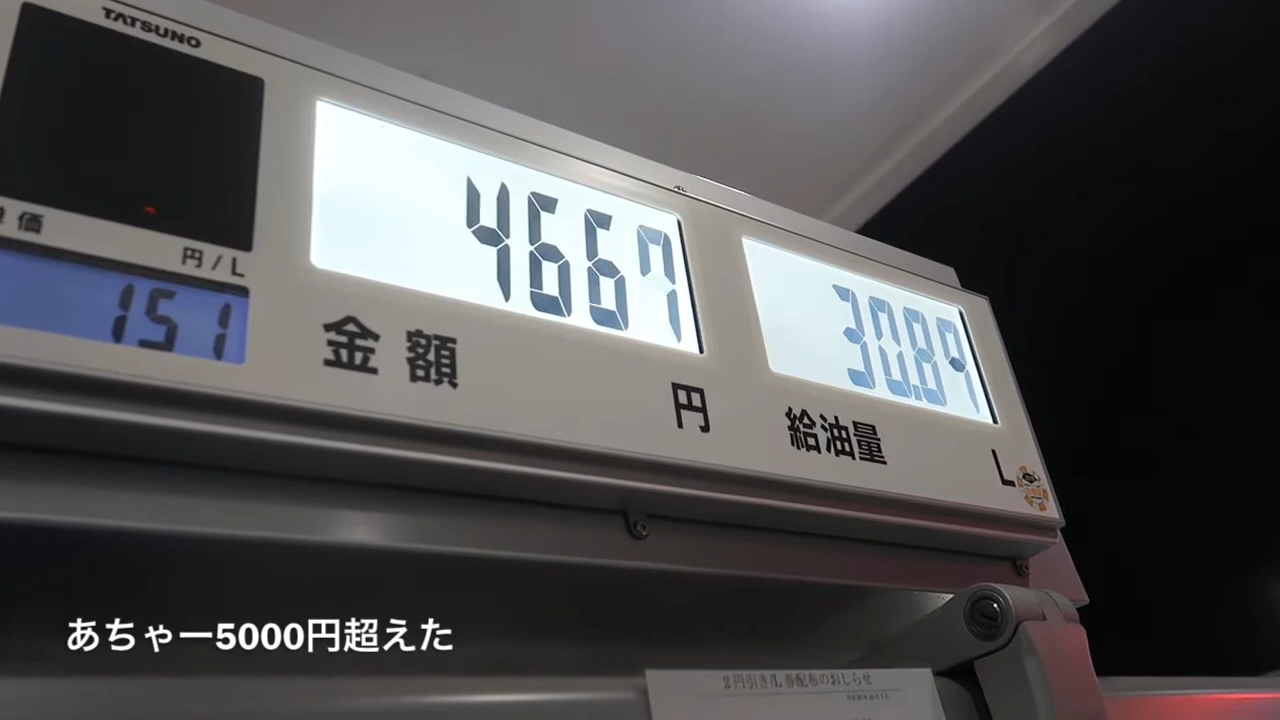 TATSUNO
単価
円/L
151
4667
金額
円
30.89
給油量
L
あちゃー5000円超えた
2円引き/L 券配布のおしらせ